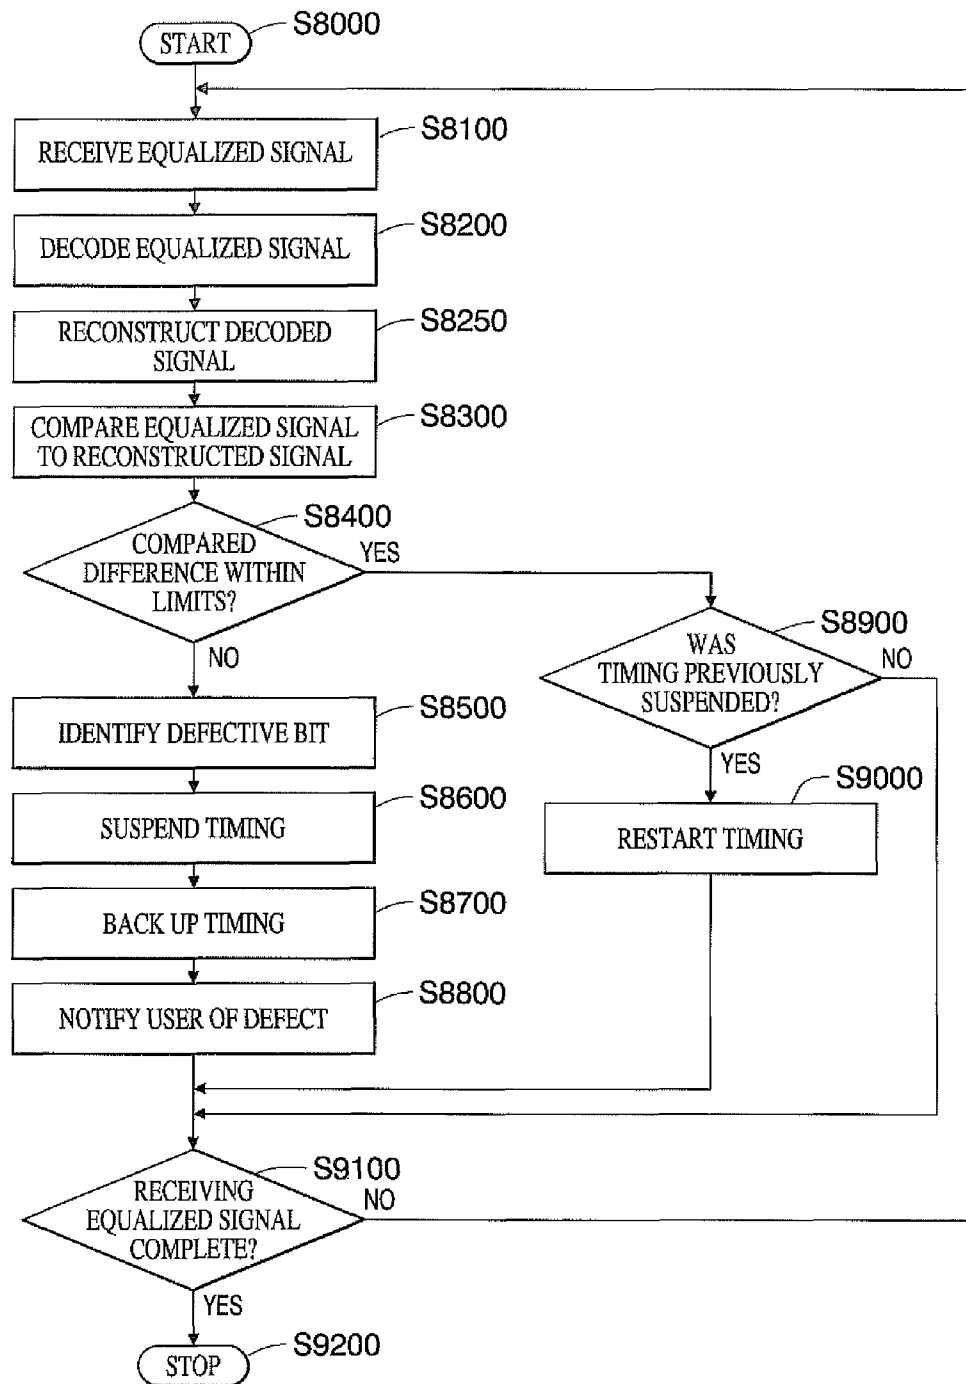 START
S8000
RECEIVE EQUALIZED SIGNAL
S8100
DECODE EQUALIZED SIGNAL
S8200
RECONSTRUCT DECODED
SIGNAL
S8250
COMPARE EQUALIZED SIGNAL
TO RECONSTRUCTED SIGNAL
S8300
S8400
COMPARED
DIFFERENCE WITHIN
LIMITS?
YES
NO
S8900
WAS
TIMING PREVIOUSLY
SUSPENDED?
NO
YES
IDENTIFY DEFECTIVE BIT
S8500
SUSPEND TIMING
S8600
S9000
RESTART TIMING
BACK UP TIMING
S8700
NOTIFY USER OF DEFECT
S8800
S9100
RECEIVING
EQUALIZED SIGNAL
COMPLETE?
NO
YES
STOP
S9200